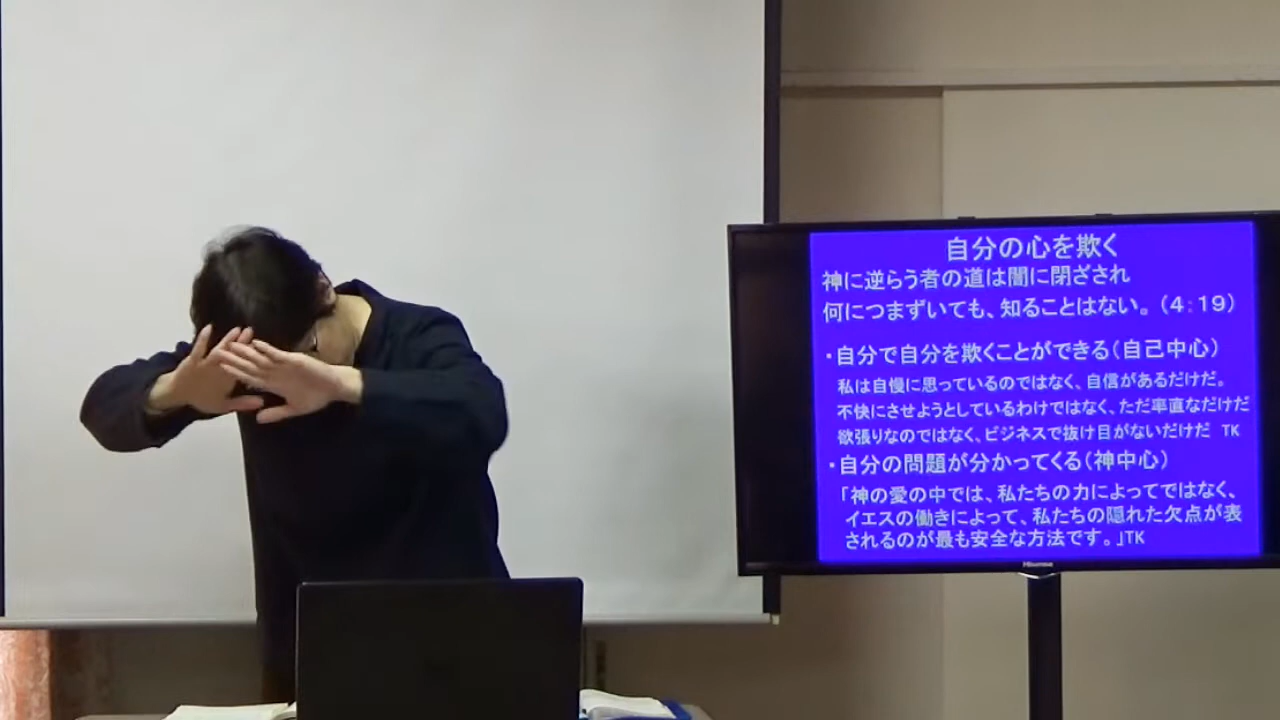 自分の心を欺く
神に逆らう者の道は闇に閉ざされ
何につまずいても、知ることはない。(4:19)
・自分で自分を欺くことができる(自己中心)
私は自慢に思っているのではなく、自信があるだけだ。
不快にさせようとしているわけではなく、ただ率直なだけだ
欲張りなのではなく、ビジネスで抜け目がないだけだ TK
・自分の問題が分かってくる(神中心)
「神の愛の中では、私たちの力によってではなく、
イエスの働きによって、私たちの隠れた欠点が表
されるのが最も安全な方法です。」TK
Hisense